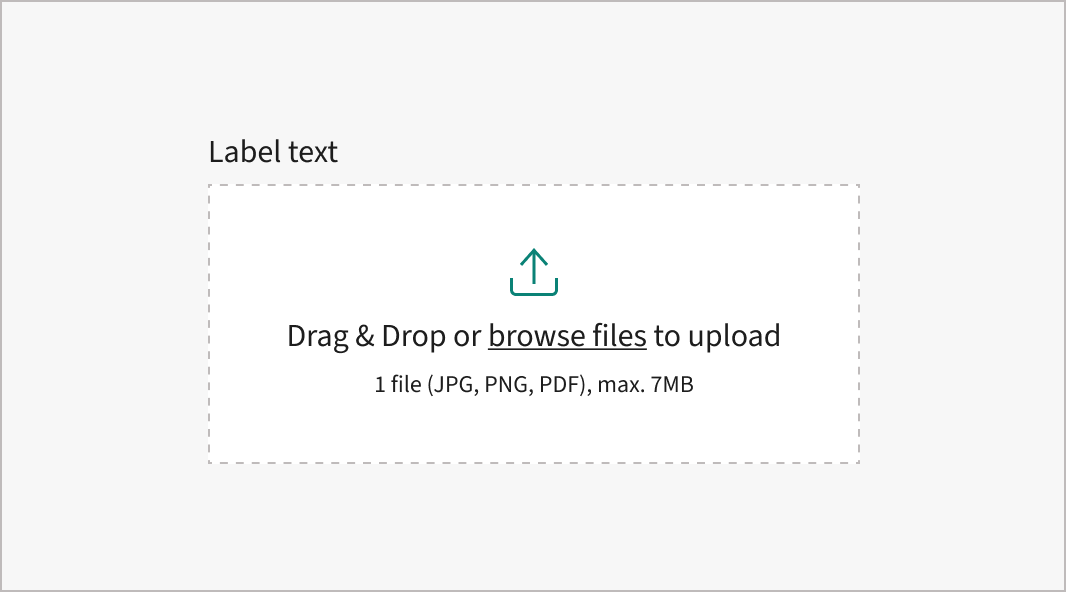 Label text
Drag & Drop or browse files to upload
1 file (JPG, PNG, PDF), max. 7MB